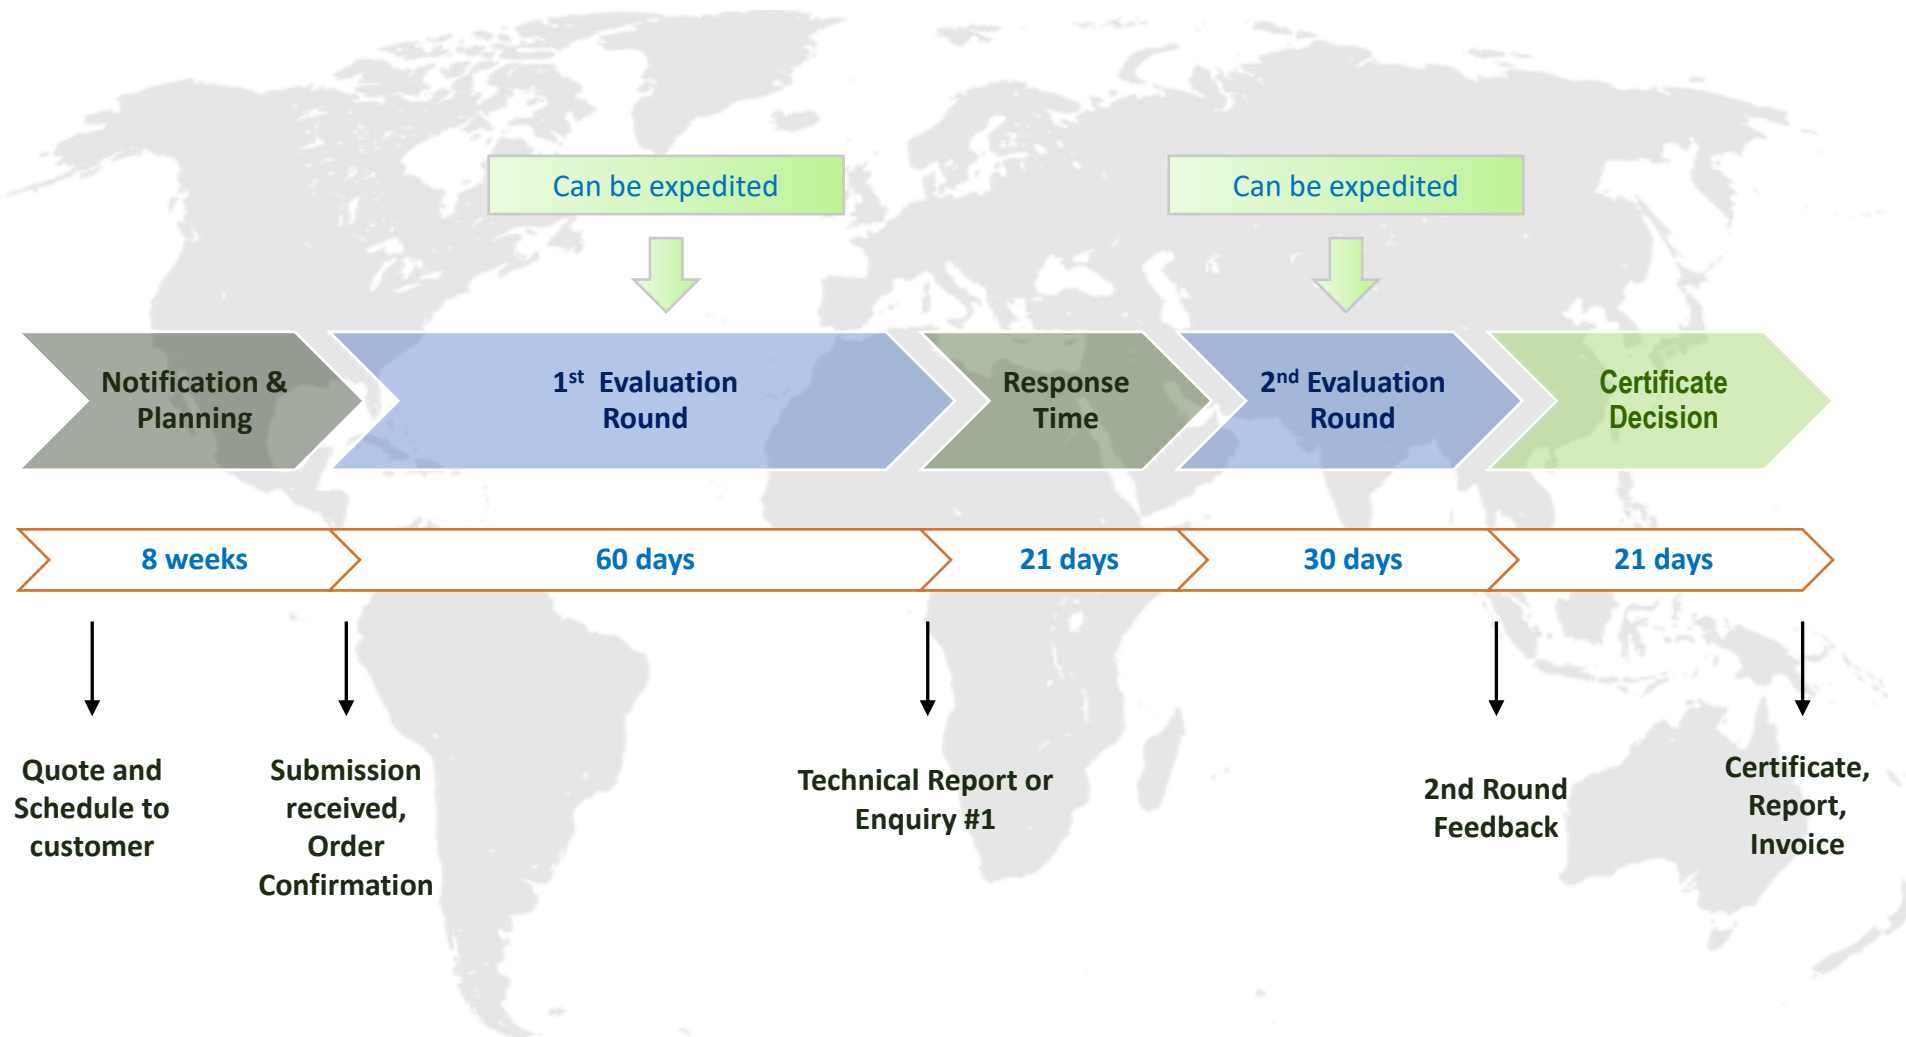 Can be expedited
Can be expedited
Notification &
Planning
1st Evaluation
Round
Response
Time
2nd Evaluation
Round
Certificate
Decision
8 weeks
60 days
21 days
30 days
21 days
Quote and
Schedule to
customer
Submission
received,
Order
Confirmation
Technical Report or
Enquiry #1
2nd Round
Feedback
Certificate,
Report,
Invoice